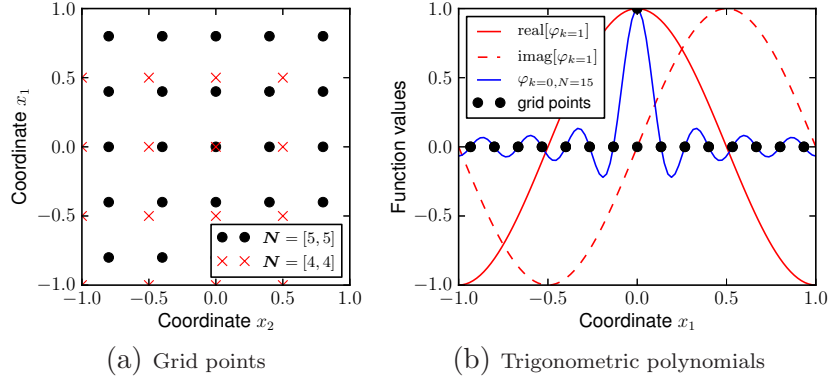 1.0
0.5
0.0
−0.5
−1.0
Coordinate x₁
N = [5, 5]
N = [4, 4]
−1.0 −0.5 0.0 0.5 1.0
Coordinate x₂
(a) Grid points
1.0
0.5
0.0
−0.5
−1.0
Function values
real[φₖ₌₁]
imag[φₖ₌₁]
φₖ₌₀,N₌₁₅
grid points
−1.0 −0.5 0.0 0.5 1.0
Coordinate x₁
(b) Trigonometric polynomials